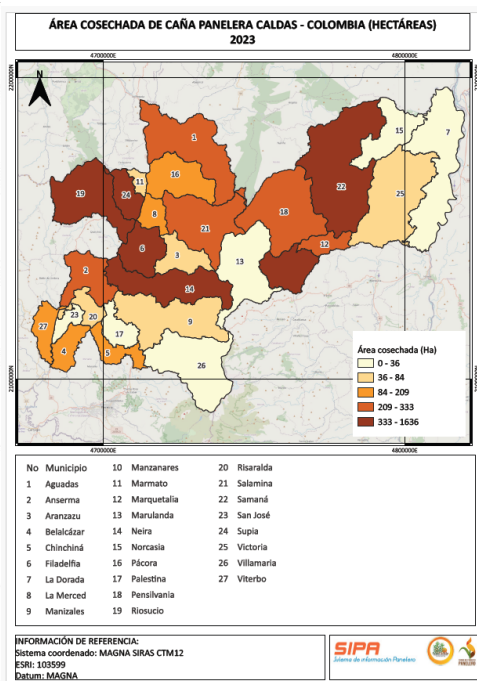 ÁREA COSECHADA DE CAÑA PANELERA CALDAS - COLOMBIA (HECTÁREAS)
2023
4700000E 4800000E
2200000N
2200000N
N
1
15
7
16
11
19
24
22
25
8
21
18
6
3
12
13
2
14
27
23
20
9
17
4
5
26
Área cosechada (Ha)
0 - 36
36 - 84
84 - 209
209 - 333
333 - 1636
4700000E 4800000E
No Municipio
1 Aguadas
2 Anserma
3 Aranzazu
4 Belalcázar
5 Chinchiná
6 Filadelfia
7 La Dorada
8 La Merced
9 Manizales
10 Manzanares
11 Marmato
12 Marquetalia
13 Marulanda
14 Neira
15 Norcasia
16 Pácora
17 Palestina
18 Pensilvania
19 Riosucio
20 Risaralda
21 Salamina
22 Samaná
23 San José
24 Supia
25 Victoria
26 Villamaria
27 Viterbo
INFORMACIÓN DE REFERENCIA:
Sistema coordenado: MAGNA SIRAS CTM12
ESRI: 103599
Datum: MAGNA
SIPA
Sistema de información Panelero